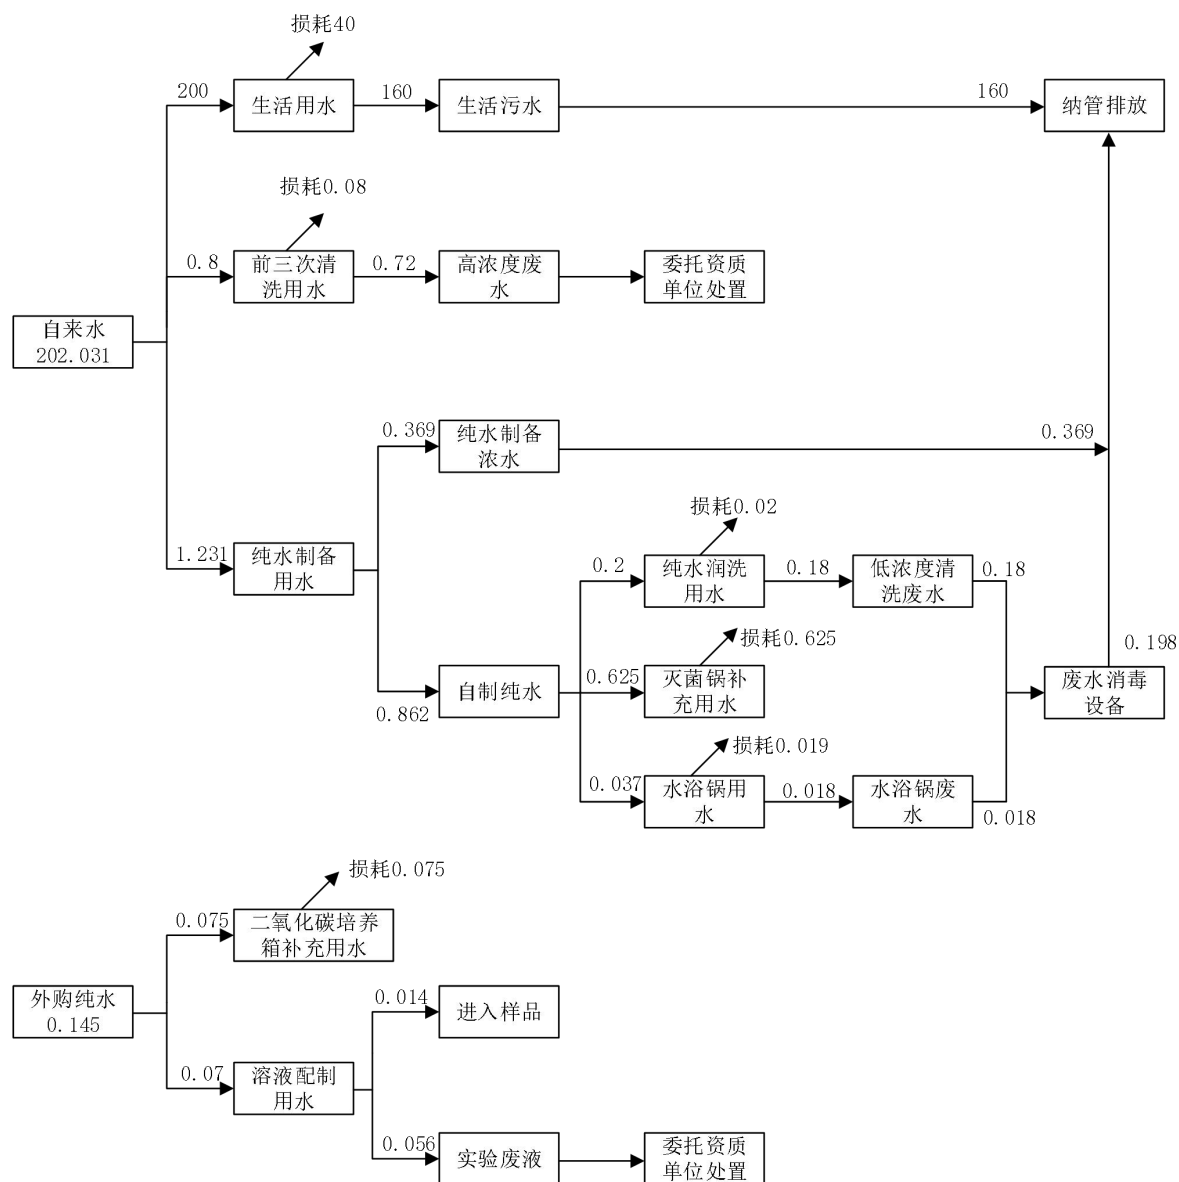 损耗40
200
生活用水
160
生活污水
160
纳管排放
损耗0.08
0.8
前三次清
洗用水
0.72
高浓度废
水
委托资质
单位处置
自来水
202.031
0.369
纯水制备
浓水
0.369
1.231
纯水制备
用水
损耗0.02
0.2
纯水润洗
用水
0.18
低浓度清
洗废水
0.18
0.862
自制纯水
0.625
损耗0.625
灭菌锅补
充用水
0.198
废水消毒
设备
损耗0.019
0.037
水浴锅用
水
0.018
水浴锅废
水
0.018
损耗0.075
0.075
二氧化碳培养
箱补充用水
外购纯水
0.145
0.07
溶液配制
用水
0.014
进入样品
0.056
实验废液
委托资质
单位处置